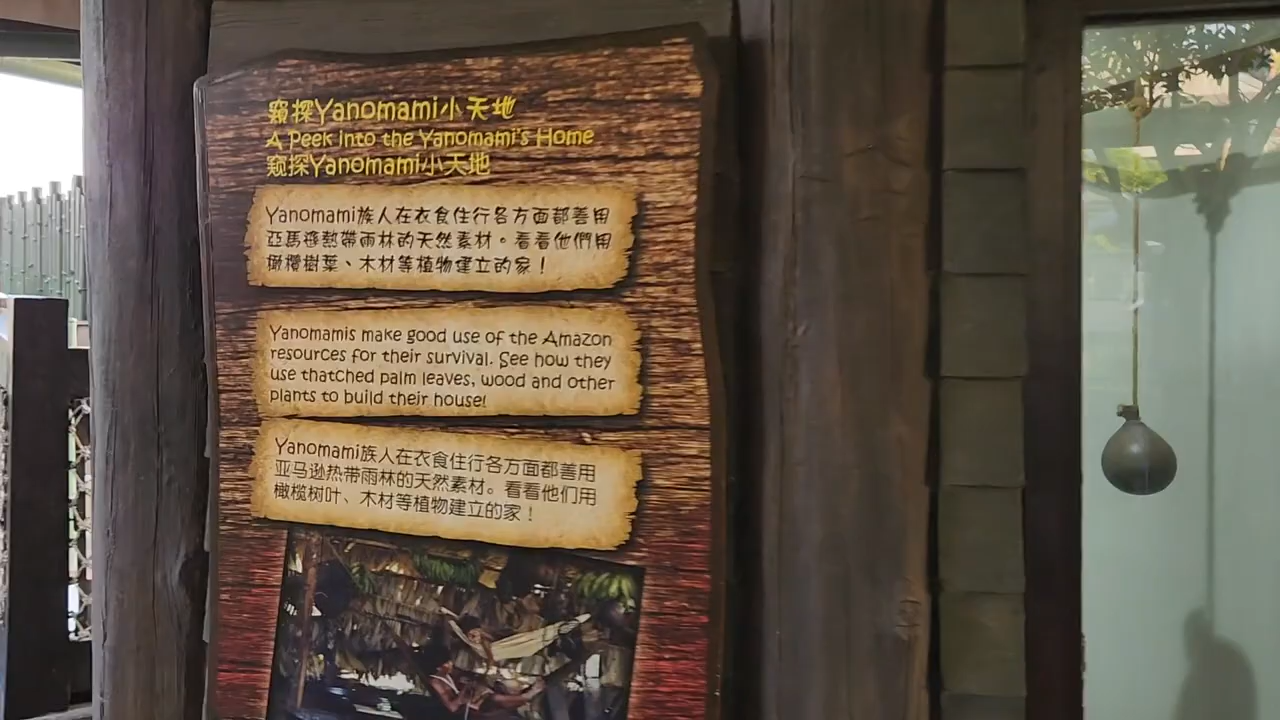 窺探Yanomami小天地
A Peek into the Yanomami's Home
窥探Yanomami小天地
Yanomami族人在衣食住行各方面都善用
亞馬遜熱帶雨林的天然素材。看看他們用
橄欖樹葉、木材等植物建立的家！
Yanomamis make good use of the Amazon
resources for their survival. See how they
use thatched palm leaves, wood and other
plants to build their house!
Yanomami族人在衣食住行各方面都善用
亚马逊热带雨林的天然素材。看看他们用
橄榄树叶、木材等植物建立的家！